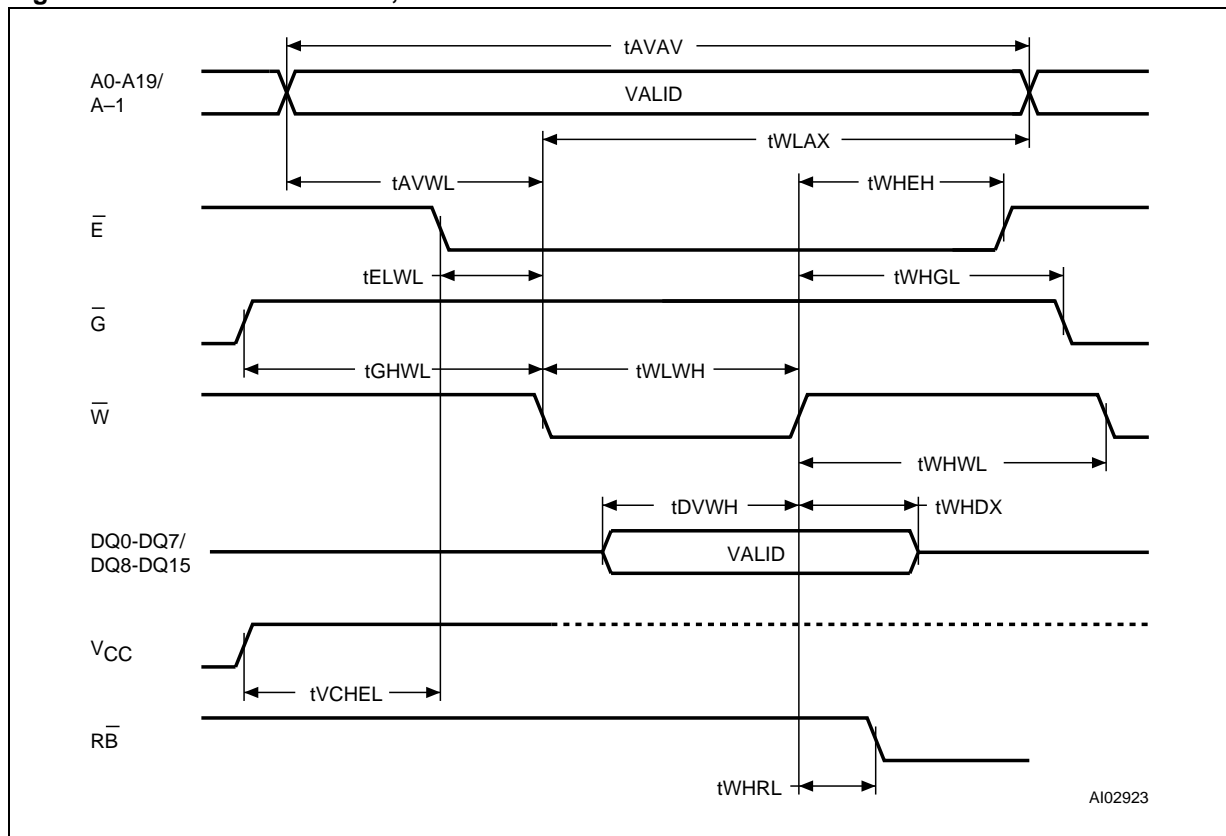 tAVAV
A0-A19/
A–1
VALID
tWLAX
tAVWL
tWHEH
E̅
tELWL
tWHGL
G̅
tGHWL
tWLWH
W̅
tWHWL
tDVWH
tWHDX
DQ0-DQ7/
DQ8-DQ15
VALID
VCC
tVCHEL
RB̅
tWHRL
AI02923